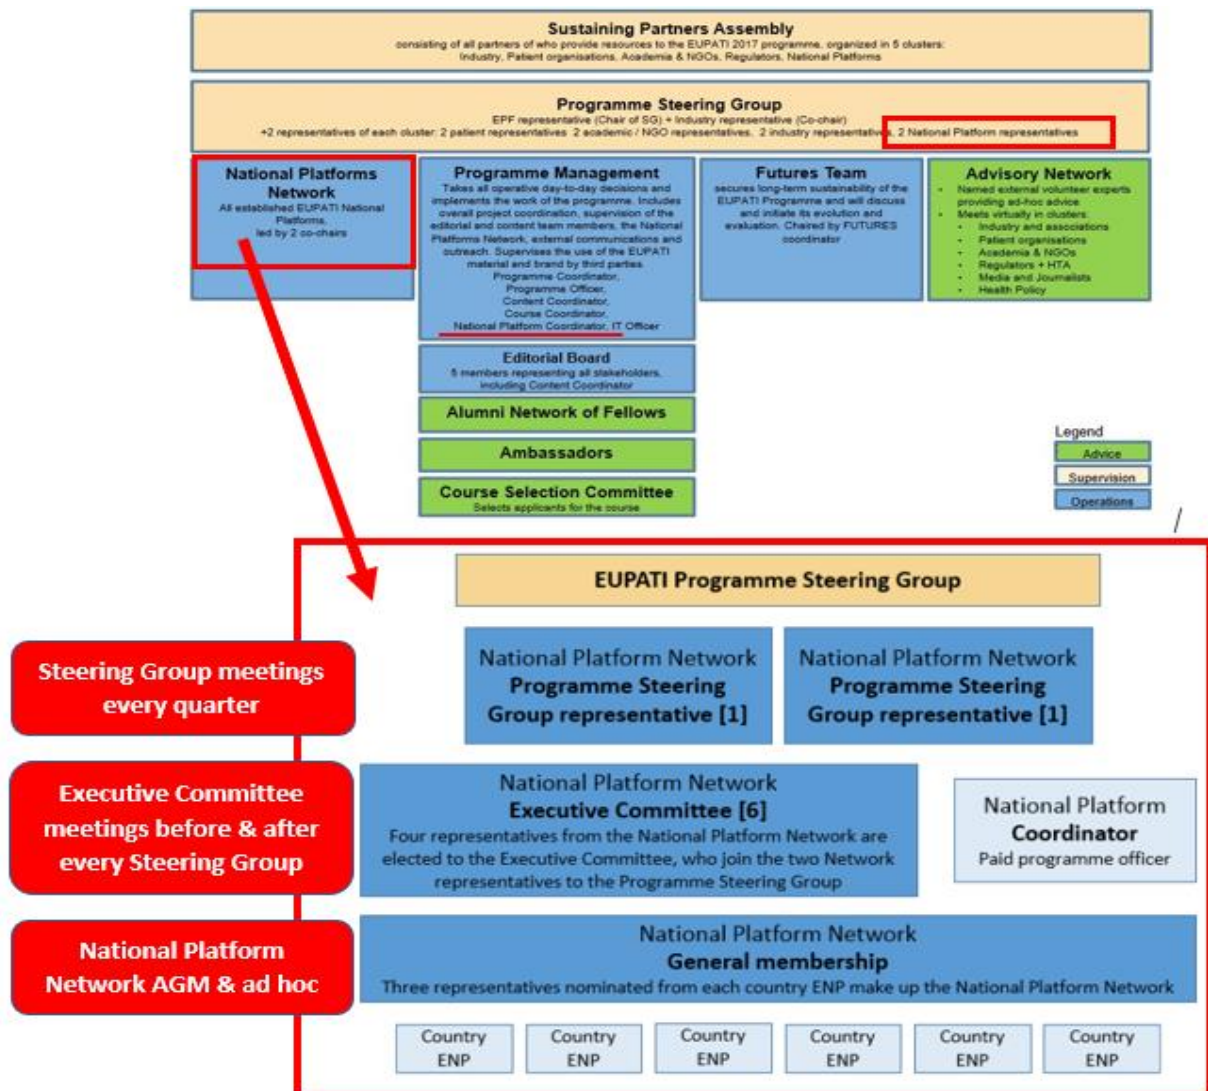 Sustaining Partners Assembly
consisting of all partners of who provide resources to the EUPATI 2017 programme, organized in 5 clusters:
Industry, Patient organisations, Academia & NGOs, Regulators, National Platforms
Programme Steering Group
EPF representative (Chair of SG) + Industry representative (Co-chair)
+2 representatives of each cluster: 2 patient representatives 2 academic / NGO representatives, 2 industry representatives, 2 National Platform representatives
National Platforms
Network
All established EUPATI National
Platforms,
led by 2 co-chairs
Programme Management
Takes all operative day-to-day decisions and
implements the work of the programme. Includes
overall project coordination, supervision of the
editorial and content team members, the National
Platforms Network, external communications and
outreach. Supervises the use of the EUPATI
material and brand by third parties.
Programme Coordinator,
Programme Officer,
Content Coordinator,
Course Coordinator,
National Platform Coordinator, IT Officer
Futures Team
secures long-term sustainability of the
EUPATI Programme and will discuss
and initiate its evolution and
evaluation. Chaired by FUTURES
coordinator
Advisory Network
• Named external volunteer experts
providing ad-hoc advice
• Meets virtually in clusters:
• Industry and associations
• Patient organisations
• Academia & NGOs
• Regulators + HTA
• Media and Journalists
• Health Policy
Editorial Board
5 members representing all stakeholders,
including Content Coordinator
Alumni Network of Fellows
Ambassadors
Course Selection Committee
Selects applicants for the course
Legend
Advice
Supervision
Operations
/
EUPATI Programme Steering Group
Steering Group meetings
every quarter
National Platform Network
Programme Steering
Group representative [1]
National Platform Network
Programme Steering
Group representative [1]
Executive Committee
meetings before & after
every Steering Group
National Platform Network
Executive Committee [6]
Four representatives from the National Platform Network are
elected to the Executive Committee, who join the two Network
representatives to the Programme Steering Group
National Platform
Coordinator
Paid programme officer
National Platform
Network AGM & ad hoc
National Platform Network
General membership
Three representatives nominated from each country ENP make up the National Platform Network
Country
ENP
Country
ENP
Country
ENP
Country
ENP
Country
ENP
Country
ENP